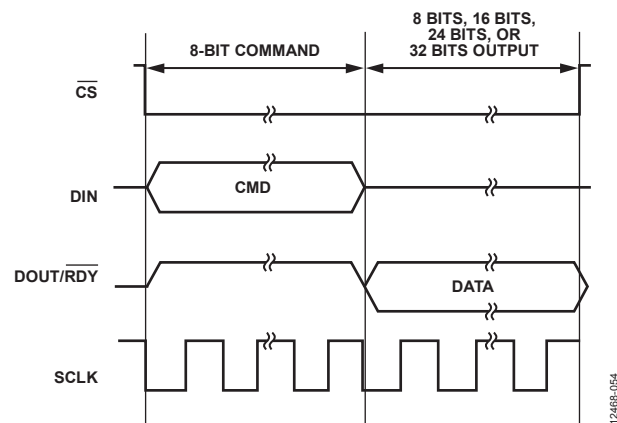 8 BITS, 16 BITS,
24 BITS, OR
32 BITS OUTPUT
8-BIT COMMAND
CS
DIN
CMD
DOUT/RDY
DATA
SCLK
12468-054